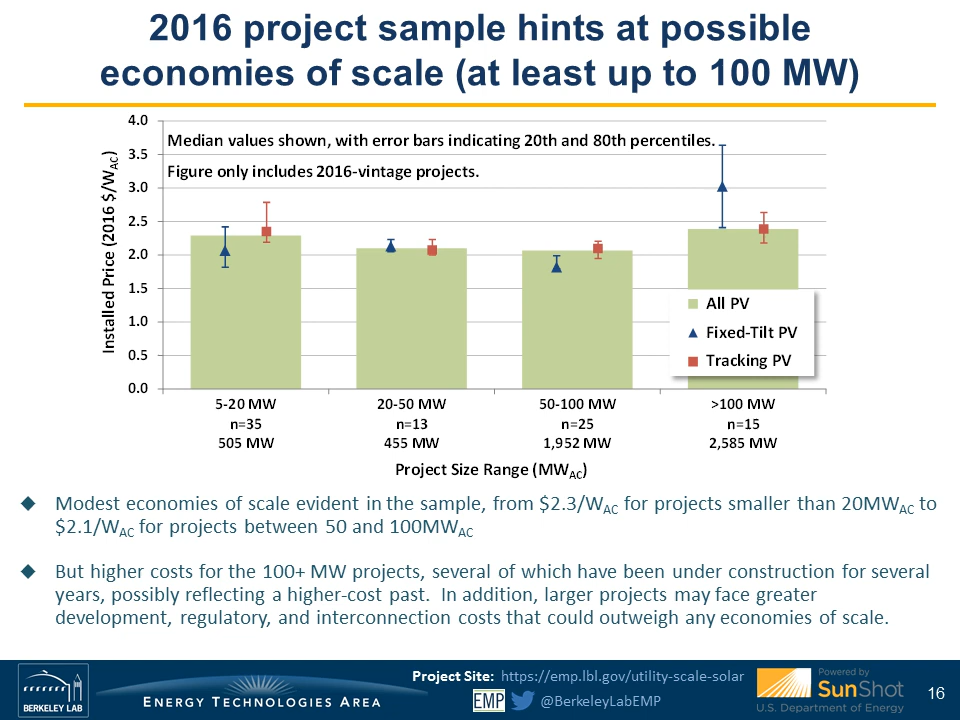 2016 project sample hints at possible
economies of scale (at least up to 100 MW)
Installed Price (2016 $/WAC)
4.0
3.5
3.0
2.5
2.0
1.5
1.0
0.5
0.0
Median values shown, with error bars indicating 20th and 80th percentiles.
Figure only includes 2016-vintage projects.
All PV
Fixed-Tilt PV
Tracking PV
5-20 MW 20-50 MW 50-100 MW >100 MW
n=35 n=13 n=25 n=15
505 MW 455 MW 1,952 MW 2,585 MW
Project Size Range (MWAC)
Modest economies of scale evident in the sample, from $2.3/WAC for projects smaller than 20MWAC to
$2.1/WAC for projects between 50 and 100MWAC
But higher costs for the 100+ MW projects, several of which have been under construction for several
years, possibly reflecting a higher-cost past. In addition, larger projects may face greater
development, regulatory, and interconnection costs that could outweigh any economies of scale.
BERKELEY LAB
ENERGY TECHNOLOGIES AREA
Project Site: https://emp.lbl.gov/utility-scale-solar
EMP @BerkeleyLabEMP
Powered by
SunShot
U.S. Department of Energy
16